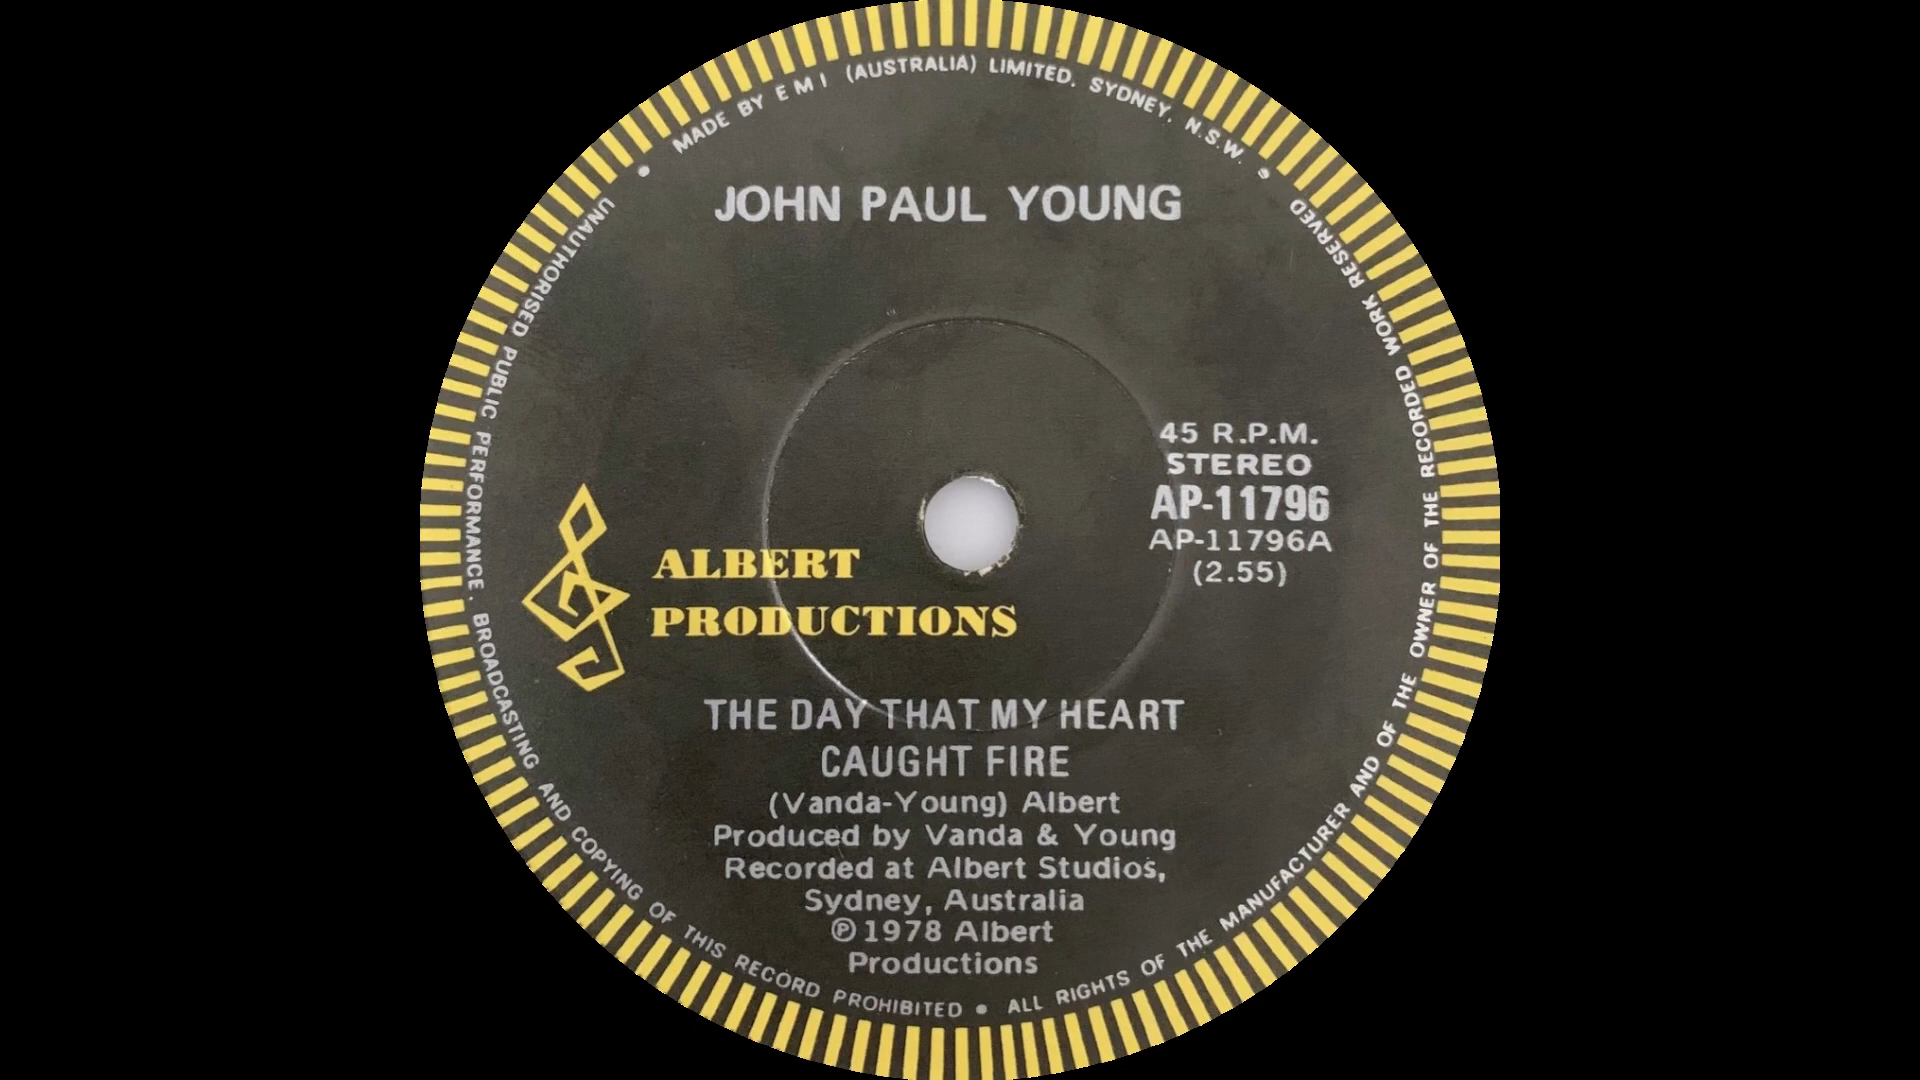 MADE BY EMI (AUSTRALIA) LIMITED. SYDNEY. N.S.W.
JOHN PAUL YOUNG
45 R.P.M.
STEREO
AP-11796
AP-11796A
(2.55)
ALBERT
PRODUCTIONS
THE DAY THAT MY HEART
CAUGHT FIRE
(Vanda-Young) Albert
Produced by Vanda & Young
Recorded at Albert Studios,
Sydney, Australia
℗ 1978 Albert
Productions
UNAUTHORISED PUBLIC PERFORMANCE. BROADCASTING AND COPYING OF THIS RECORD PROHIBITED • ALL RIGHTS OF THE MANUFACTURER AND OF THE OWNER OF THE RECORDED WORK RESERVED